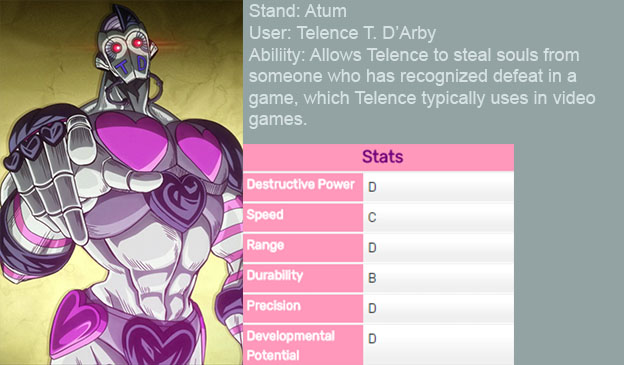 Stand: Atum
User: Telence T. D’Arby
Abiliity: Allows Telence to steal souls from
someone who has recognized defeat in a
game, which Telence typically uses in video
games.
T D
Stats
Destructive Power D
Speed C
Range D
Durability B
Precision D
Developmental
Potential D